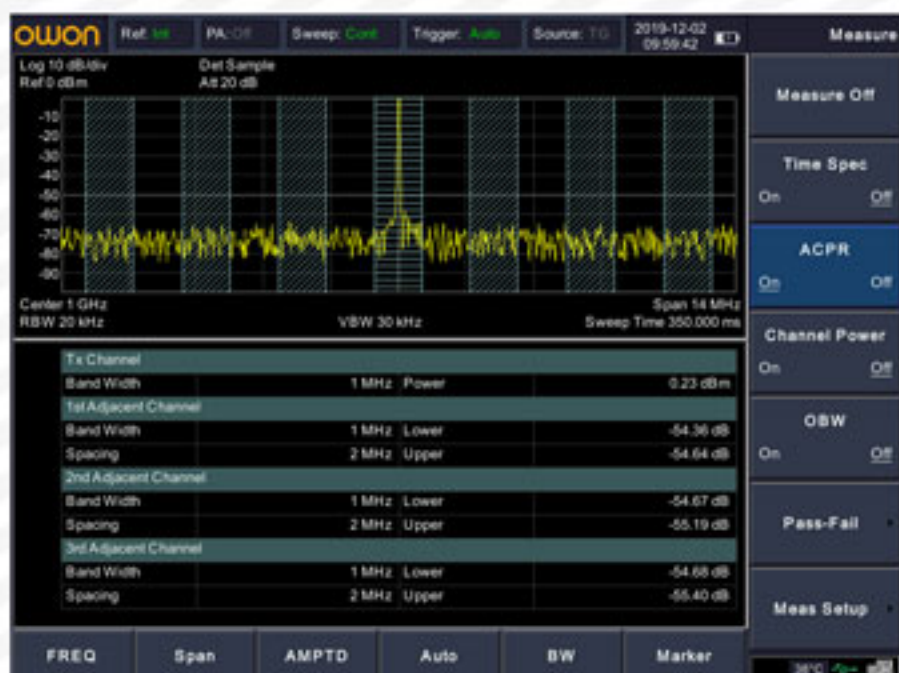 OWON Ref: Int PA: Off Sweep: Cont Trigger: Auto Source: TG 2019-12-02 Measure
09:59:42
Log 10 dB/div Det Sample
Ref 0 dBm Att 20 dB
-10
-20
-30
-40
-50
-60
-70
-80
-90
Center 1 GHz Span 14 MHz
RBW 20 kHz VBW 30 kHz Sweep Time 350.000 ms
Tx Channel
Band Width 1 MHz Power 0.23 dBm
1st Adjacent Channel
Band Width 1 MHz Lower -54.36 dB
Spacing 2 MHz Upper -54.64 dB
2nd Adjacent Channel
Band Width 1 MHz Lower -54.67 dB
Spacing 2 MHz Upper -55.19 dB
3rd Adjacent Channel
Band Width 1 MHz Lower -54.68 dB
Spacing 2 MHz Upper -55.40 dB
Measure Off
Time Spec
On Off
ACPR
On Off
Channel Power
On Off
OBW
On Off
Pass-Fail
Meas Setup
FREQ Span AMPTD Auto BW Marker
38°C